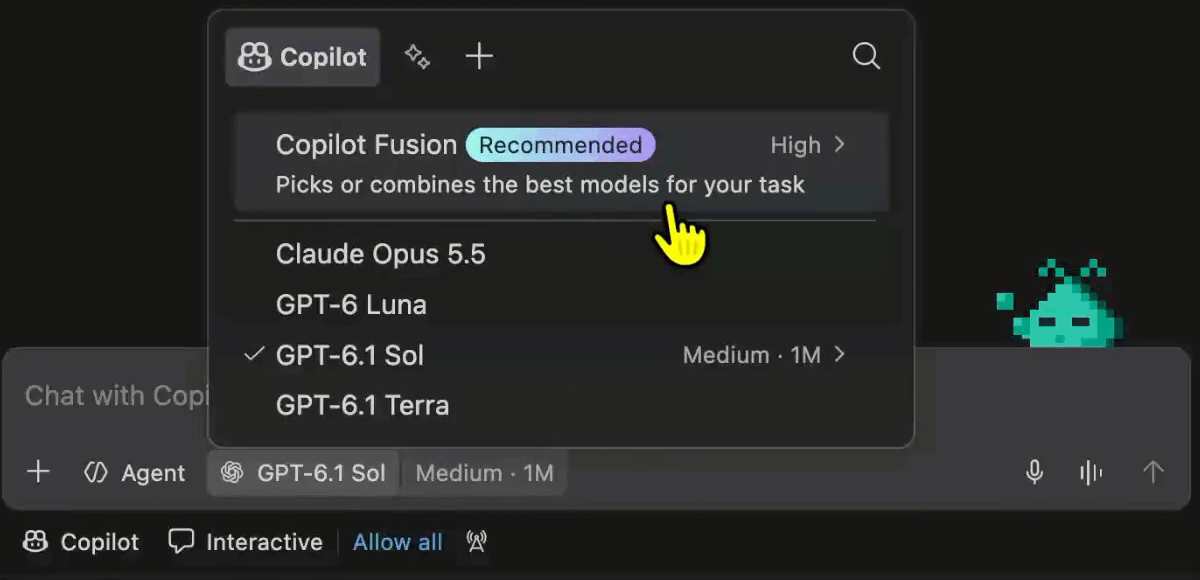 Copilot
Copilot Fusion Recommended High
Picks or combines the best models for your task
Claude Opus 5.5
GPT-6 Luna
GPT-6.1 Sol Medium · 1M
GPT-6.1 Terra
Chat with Copi
Agent GPT-6.1 Sol Medium · 1M
Copilot Interactive Allow all